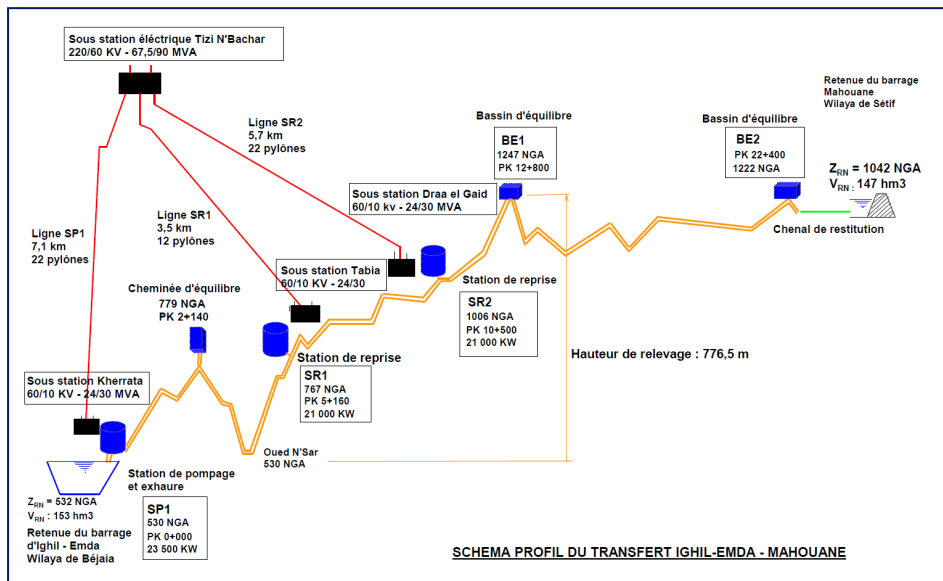 Sous station éléctrique Tizi N'Bachar
220/60 KV - 67,5/90 MVA
Retenue du barrage
Mahouane
Wilaya de Sétif
Ligne SR2
5,7 km
22 pylônes
Bassin d'équilibre
BE1
1247 NGA
PK 12+800
Bassin d'équilibre
BE2
PK 22+400
1222 NGA
ZRN = 1042 NGA
VRN : 147 hm3
Chenal de restitution
Sous station Draa el Gaid
60/10 kv - 24/30 MVA
Ligne SR1
3,5 km
12 pylônes
Ligne SP1
7,1 km
22 pylônes
Sous station Tabia
60/10 KV - 24/30
Cheminée d'équilibre
779 NGA
PK 2+140
Station de reprise
SR2
1006 NGA
PK 10+500
21 000 KW
Hauteur de relevage : 776,5 m
Station de reprise
SR1
767 NGA
PK 5+160
21 000 KW
Sous station Kherrata
60/10 KV - 24/30 MVA
Oued N'Sar
530 NGA
Station de pompage
et exhaure
SP1
530 NGA
PK 0+000
23 500 KW
ZRN = 532 NGA
VRN : 153 hm3
Retenue du barrage
d'Ighil - Emda
Wilaya de Béjaia
SCHEMA PROFIL DU TRANSFERT IGHIL-EMDA - MAHOUANE